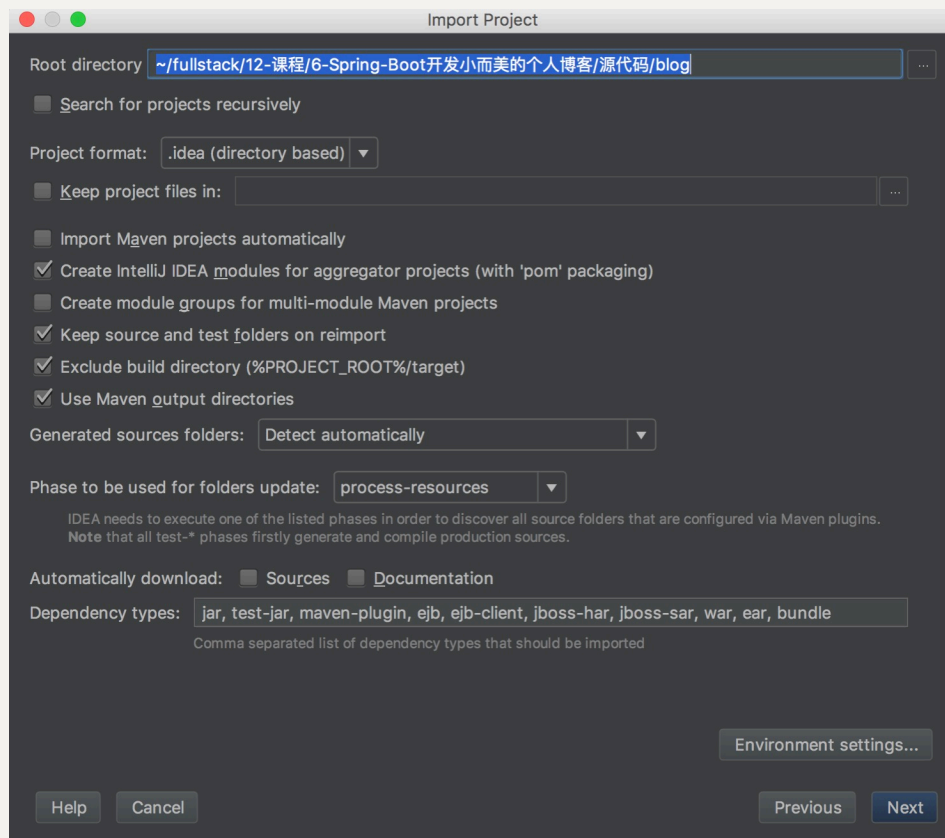 Import Project
Root directory ~/fullstack/12-课程/6-Spring-Boot开发小而美的个人博客/源代码/blog ...
Search for projects recursively
Project format: .idea (directory based)
Keep project files in: ...
Import Maven projects automatically
Create IntelliJ IDEA modules for aggregator projects (with 'pom' packaging)
Create module groups for multi-module Maven projects
Keep source and test folders on reimport
Exclude build directory (%PROJECT_ROOT%/target)
Use Maven output directories
Generated sources folders: Detect automatically
Phase to be used for folders update: process-resources
IDEA needs to execute one of the listed phases in order to discover all source folders that are configured via Maven plugins.
Note that all test-* phases firstly generate and compile production sources.
Automatically download: Sources Documentation
Dependency types: jar, test-jar, maven-plugin, ejb, ejb-client, jboss-har, jboss-sar, war, ear, bundle
Comma separated list of dependency types that should be imported
Environment settings...
Help Cancel Previous Next